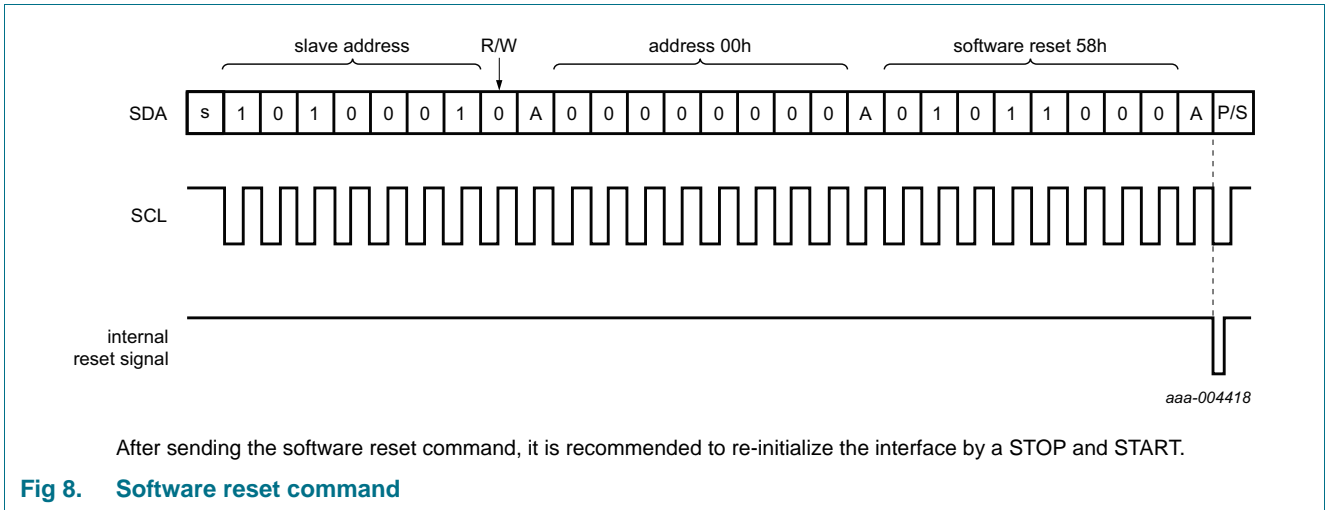 slave address R/W address 00h software reset 58h
SDA s 1 0 1 0 0 0 1 0 A 0 0 0 0 0 0 0 0 A 0 1 0 1 1 0 0 0 A P/S
SCL
internal
reset signal
aaa-004418
After sending the software reset command, it is recommended to re-initialize the interface by a STOP and START.
Fig 8. Software reset command